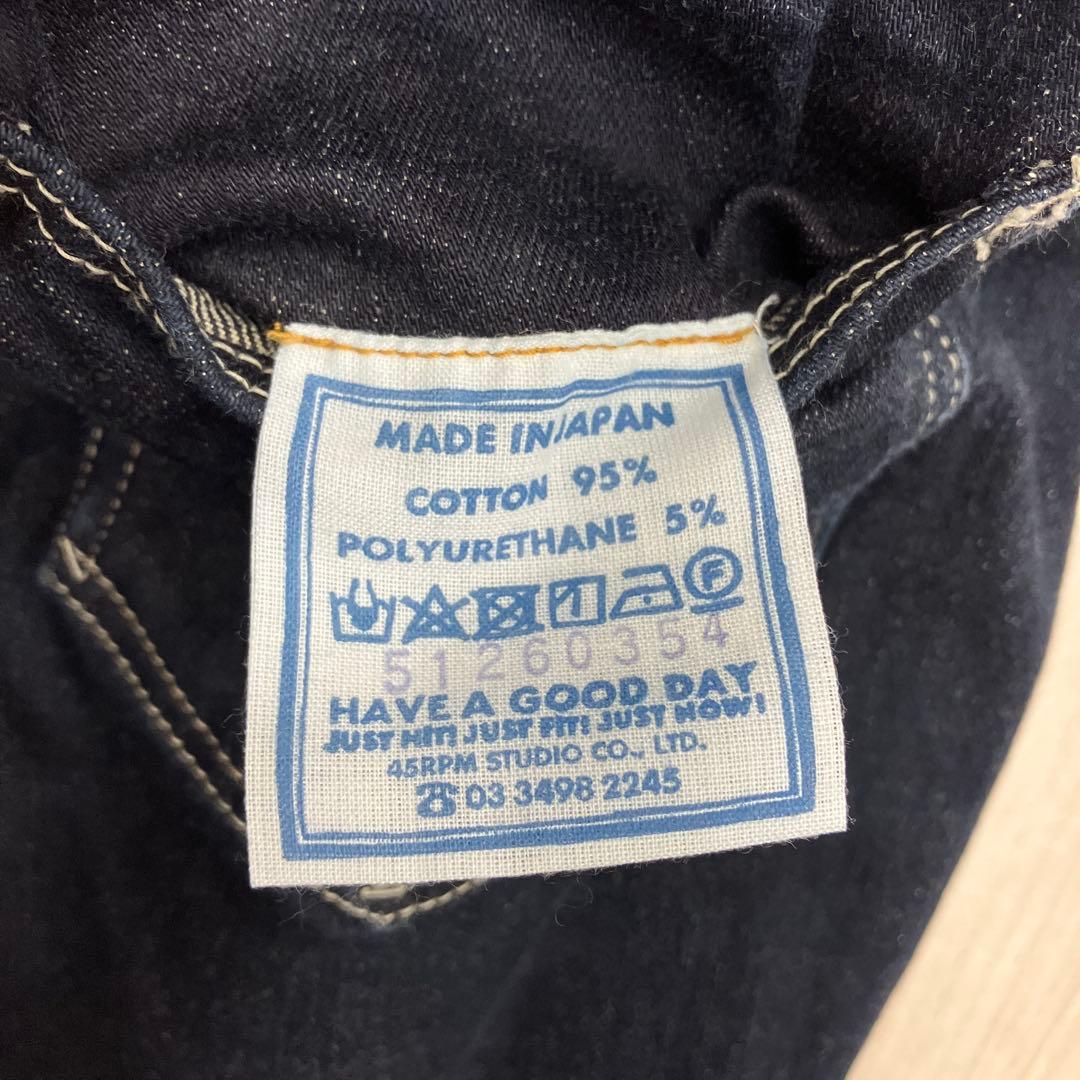 MADE IN JAPAN
COTTON 95%
POLYURETHANE 5%
F
51260354
HAVE A GOOD DAY
JUST HIT! JUST FIT! JUST NOW!
45RPM STUDIO CO., LTD.
☎ 03 3498 2245